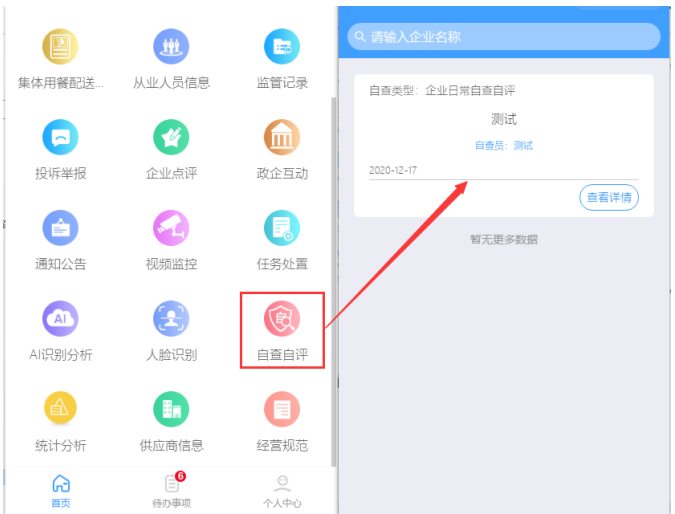 集体用餐配送...
从业人员信息
监管记录
投诉举报
企业点评
政企互动
通知公告
视频监控
任务处置
AI
AI识别分析
人脸识别
自
自查自评
统计分析
供应商信息
经营规范
首页
6
待办事项
个人中心
请输入企业名称
自查类型：企业日常自查自评
测试
自查员：测试
2020-12-17
查看详情
暂无更多数据